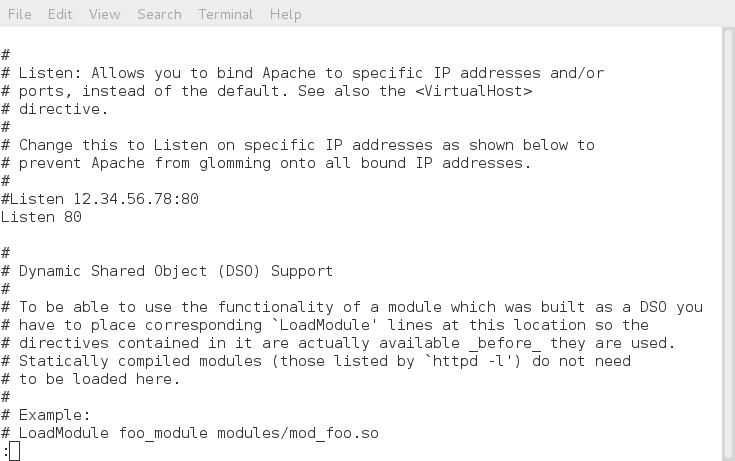 File Edit View Search Terminal Help
#
# Listen: Allows you to bind Apache to specific IP addresses and/or
# ports, instead of the default. See also the <VirtualHost>
# directive.
#
# Change this to Listen on specific IP addresses as shown below to
# prevent Apache from glomming onto all bound IP addresses.
#
#Listen 12.34.56.78:80
Listen 80
#
# Dynamic Shared Object (DSO) Support
#
# To be able to use the functionality of a module which was built as a DSO you
# have to place corresponding `LoadModule' lines at this location so the
# directives contained in it are actually available _before_ they are used.
# Statically compiled modules (those listed by `httpd -l') do not need
# to be loaded here.
#
# Example:
# LoadModule foo_module modules/mod_foo.so
: